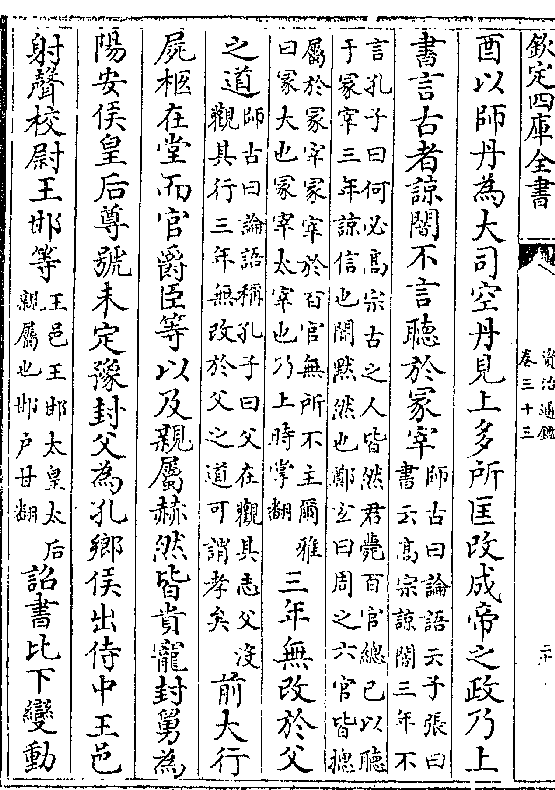 欽定四庫全書
資治通鑑
卷三十三
二十
酉以師丹為大司空丹見上多所匡改成帝之政乃上
書言古者諒闇不言聽於冢宰
師古曰論語云子張曰
書云高宗諒闇三年不
言孔子曰何必高宗古之人皆然君薨百官總已以聽
于冢宰三年諒信也闇黙然也鄭玄曰周之六官皆摠
屬於冢宰冢宰於百官無所不主爾雅
曰冢大也冢宰太宰也乃上時掌翻
三年無改於父
之道
師古曰論語稱孔子曰父在觀其志父没
觀其行三年無改於父之道可謂孝矣
前大行
屍柩在堂而官爵臣等以及親屬赫然皆貴寵封舅為
陽安侯皇后尊號未定豫封父為孔鄉侯出侍中王邑
射聲校尉王邯等
王邑王邯太皇太后
親屬也邯戶甘翻
詔書比下變動